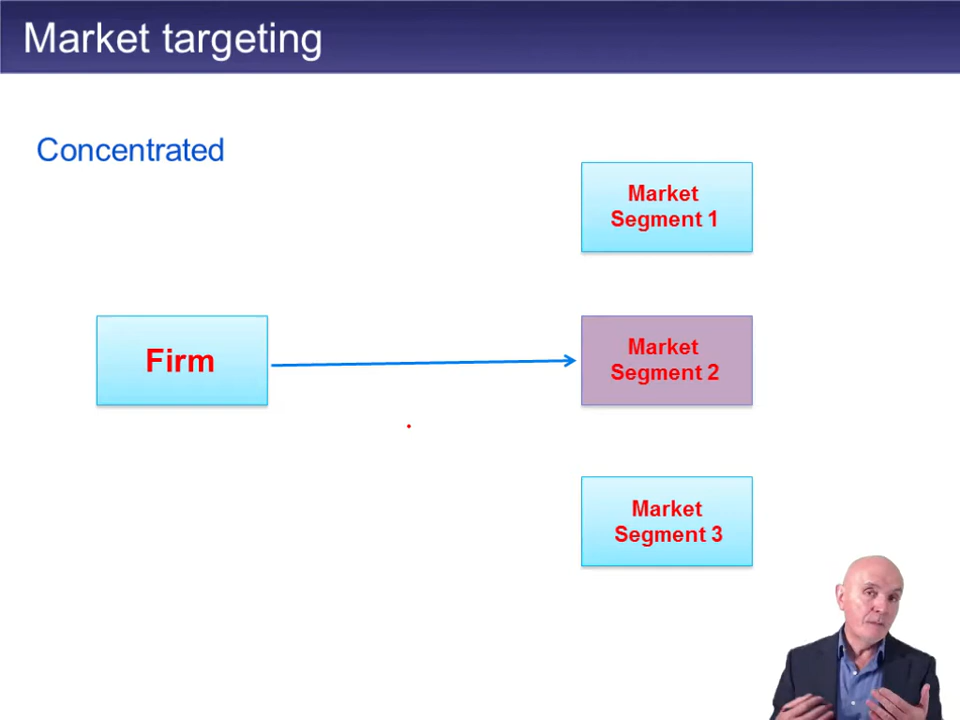 Market targeting
Concentrated
Market
Segment 1
Firm
Market
Segment 2
Market
Segment 3